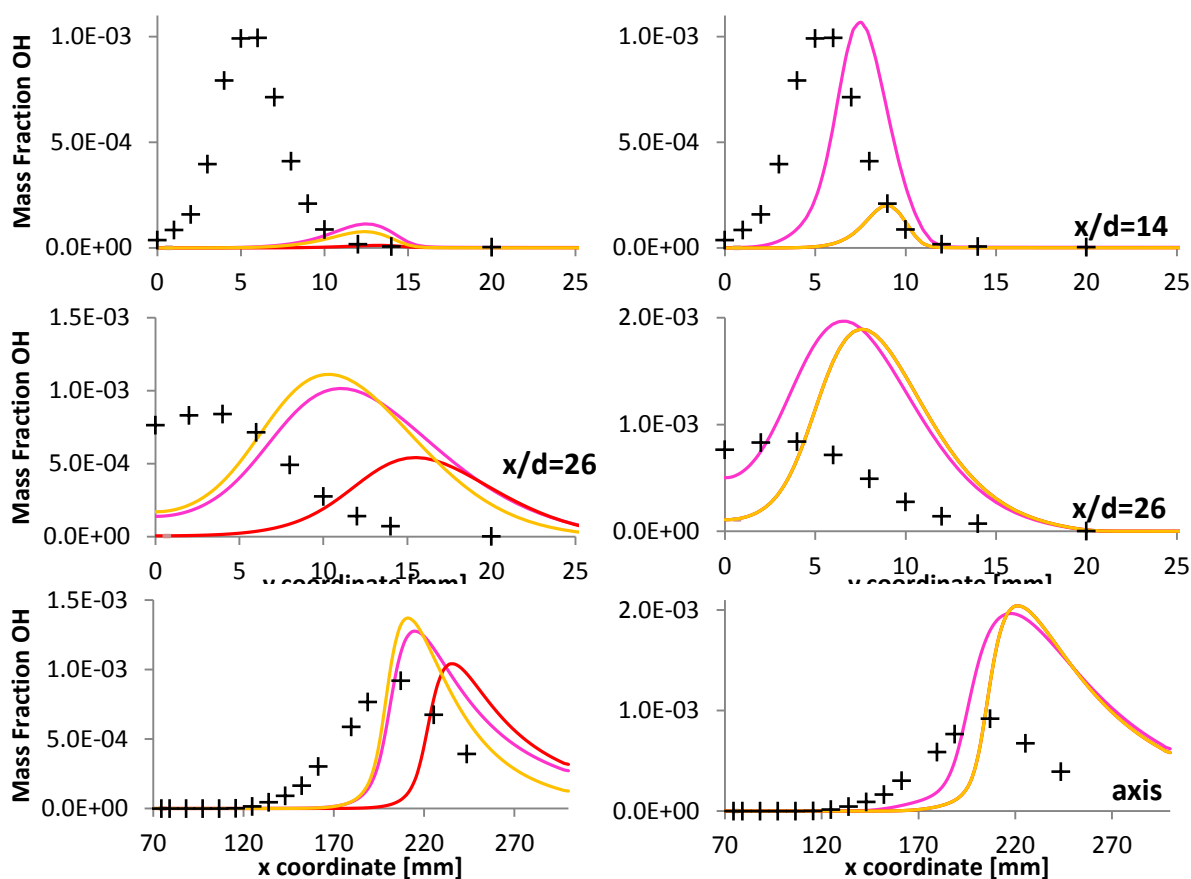 Mass Fraction OH
1.0E-03
5.0E-04
0.0E+00
0 5 10 15 20 25
1.0E-03
5.0E-04
0.0E+00
x/d=14
0 5 10 15 20 25
Mass Fraction OH
1.5E-03
1.0E-03
5.0E-04
0.0E+00
x/d=26
0 5 10 15 20 25
y coordinate [mm]
2.0E-03
1.0E-03
0.0E+00
x/d=26
0 5 10 15 20 25
y coordinate [mm]
Mass Fraction OH
1.5E-03
1.0E-03
5.0E-04
0.0E+00
70 120 170 220 270
x coordinate [mm]
2.0E-03
1.0E-03
0.0E+00
axis
70 120 170 220 270
x coordinate [mm]